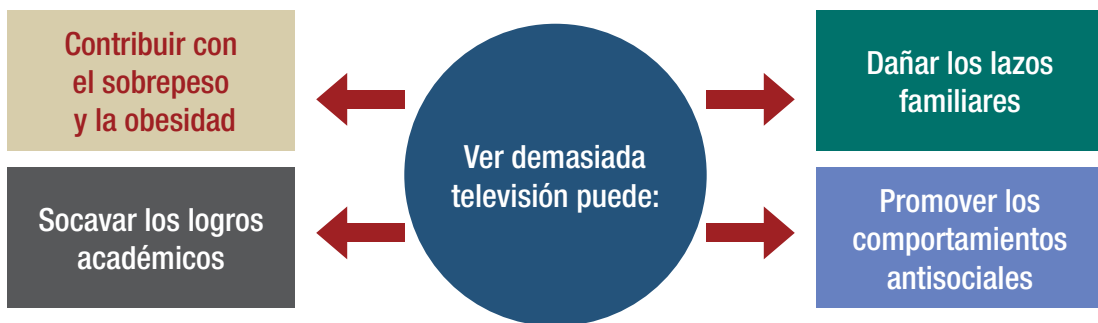 Contribuir con
el sobrepeso
y la obesidad
Socavar los logros
académicos
Ver demasiada
televisión puede:
Dañar los lazos
familiares
Promover los
comportamientos
antisociales